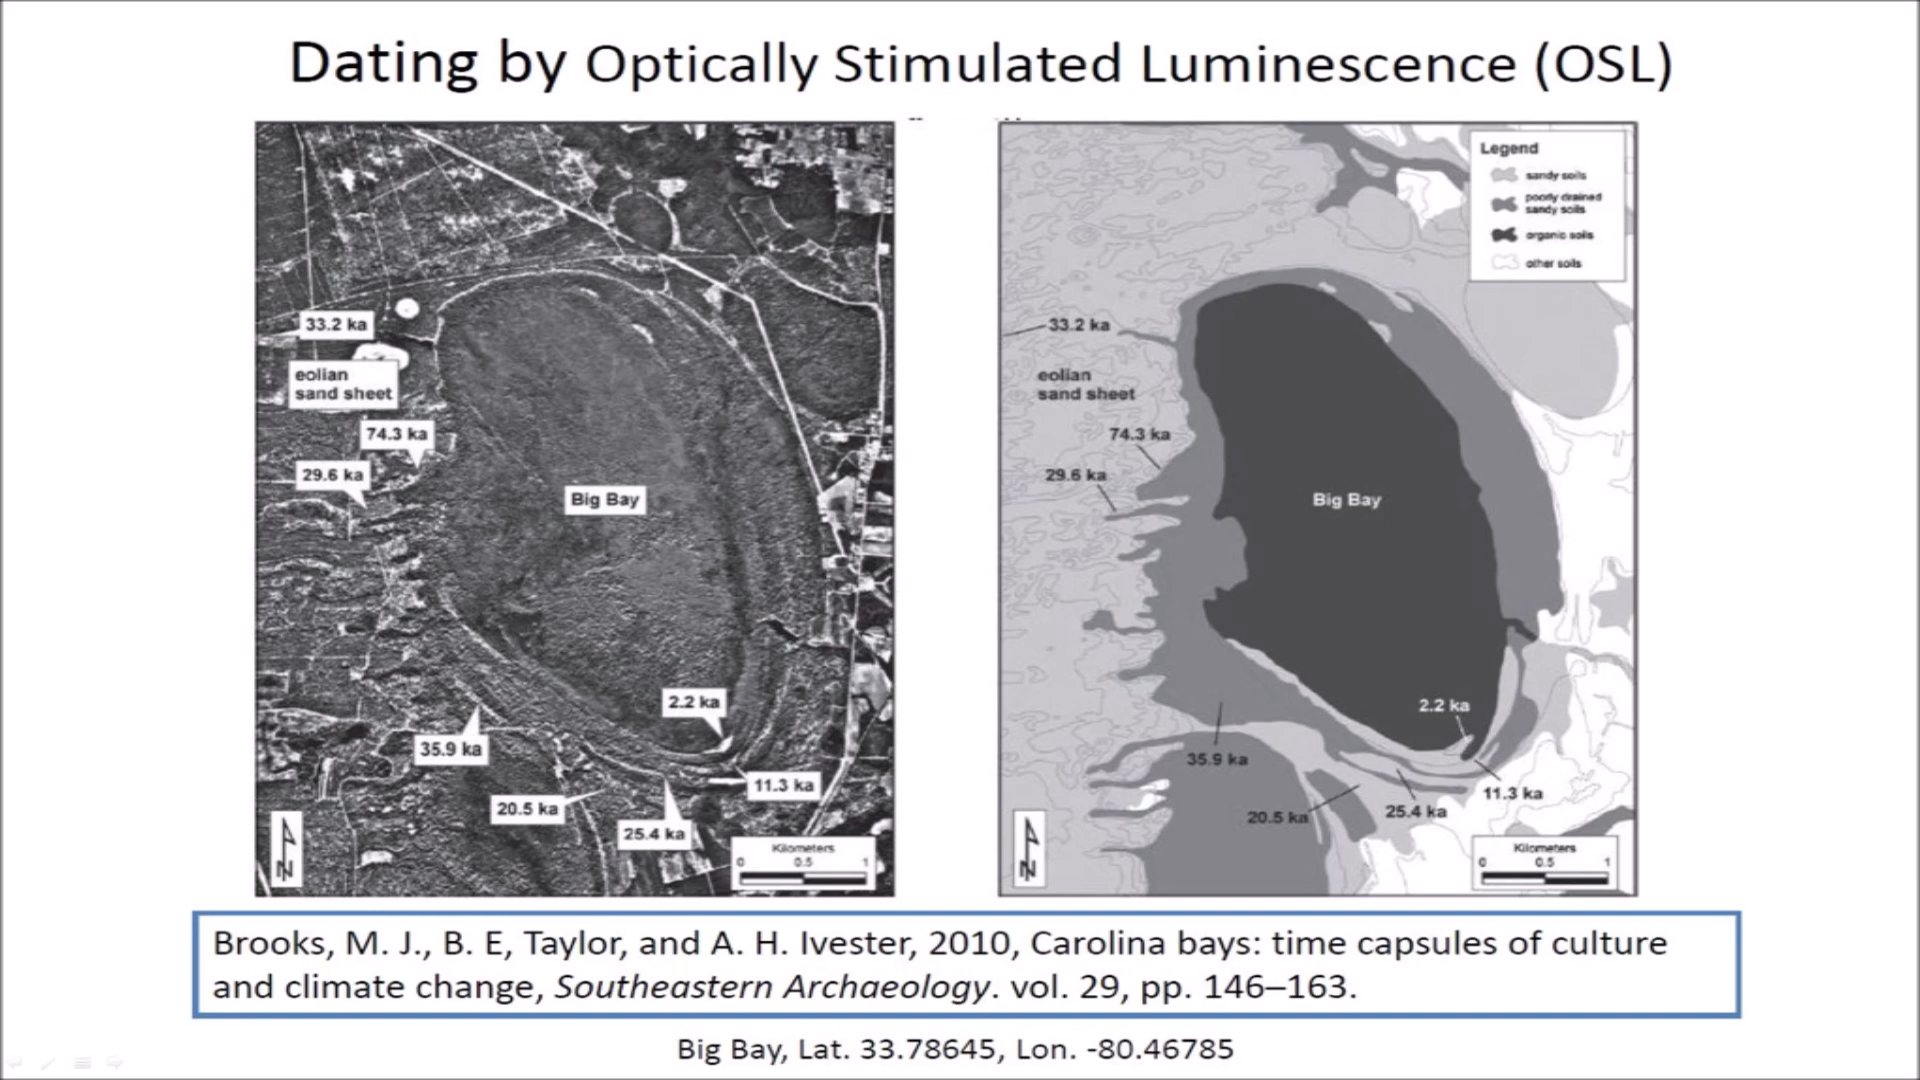 Dating by Optically Stimulated Luminescence (OSL)
33.2 ka
eolian
sand sheet
74.3 ka
29.6 ka
Big Bay
2.2 ka
35.9 ka
11.3 ka
20.5 ka
25.4 ka
N
Kilometers
0 0.5 1
Legend
sandy soils
poorly drained
sandy soils
organic soils
other soils
33.2 ka
eolian
sand sheet
74.3 ka
29.6 ka
Big Bay
2.2 ka
35.9 ka
11.3 ka
20.5 ka
25.4 ka
N
Kilometers
0 0.5 1
Brooks, M. J., B. E, Taylor, and A. H. Ivester, 2010, Carolina bays: time capsules of culture
and climate change, Southeastern Archaeology. vol. 29, pp. 146–163.
Big Bay, Lat. 33.78645, Lon. -80.46785